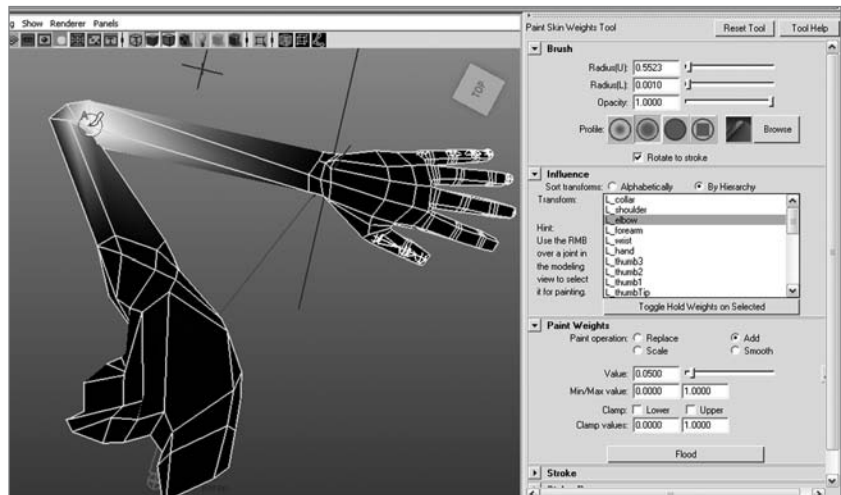 g Show Renderer Panels
TOP
Paint Skin Weights Tool
Reset Tool
Tool Help
Brush
Radius(U): 0.5523
Radius(L): 0.0010
Opacity: 1.0000
Profile:
Browse
Rotate to stroke
Influence
Sort transforms: Alphabetically By Hierarchy
Transform:
L_collar
L_shoulder
L_elbow
L_forearm
L_wrist
L_hand
L_thumb3
L_thumb2
L_thumb1
L_thumbTip
Hint:
Use the RMB
over a joint in
the modeling
view to select
it for painting.
Toggle Hold Weights on Selected
Paint Weights
Paint operation: Replace Add
Scale Smooth
Value: 0.0500
Min/Max value: 0.0000 1.0000
Clamp: Lower Upper
Clamp values: 0.0000 1.0000
Flood
Stroke